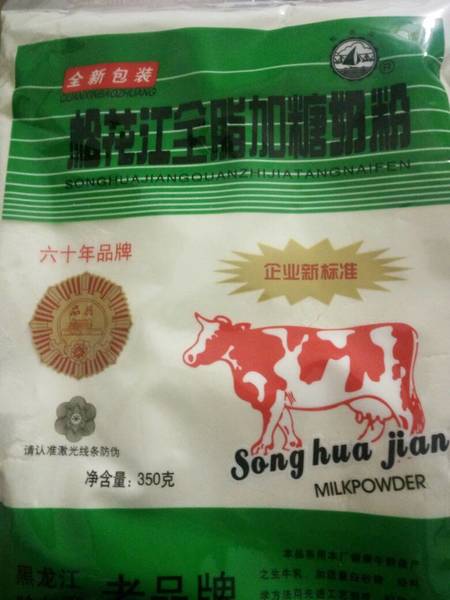 全新包装
QUANXINBAOZHUANG
松花江全脂加糖奶粉
SONGHUAJIANGQUANZHIJIATANGNAIFEN
六十年品牌
企业新标准
请认准激光线条防伪
净含量：350克
Song hua jian
MILKPOWDER
黑龙江
老品牌